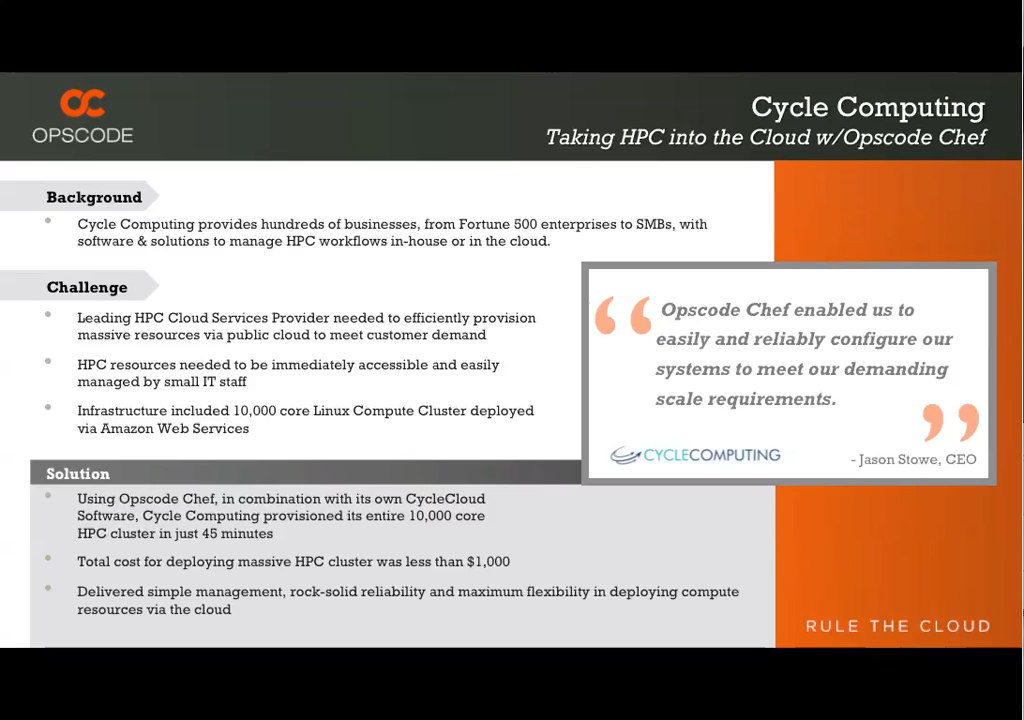 OPSCODE
Cycle Computing
Taking HPC into the Cloud w/Opscode Chef
Background
Cycle Computing provides hundreds of businesses, from Fortune 500 enterprises to SMBs, with
software & solutions to manage HPC workflows in-house or in the cloud.
Challenge
Leading HPC Cloud Services Provider needed to efficiently provision
massive resources via public cloud to meet customer demand
HPC resources needed to be immediately accessible and easily
managed by small IT staff
Infrastructure included 10,000 core Linux Compute Cluster deployed
via Amazon Web Services
“ Opscode Chef enabled us to
easily and reliably configure our
systems to meet our demanding
scale requirements. ”
CYCLECOMPUTING
- Jason Stowe, CEO
Solution
Using Opscode Chef, in combination with its own CycleCloud
Software, Cycle Computing provisioned its entire 10,000 core
HPC cluster in just 45 minutes
Total cost for deploying massive HPC cluster was less than $1,000
Delivered simple management, rock-solid reliability and maximum flexibility in deploying compute
resources via the cloud
RULE THE CLOUD